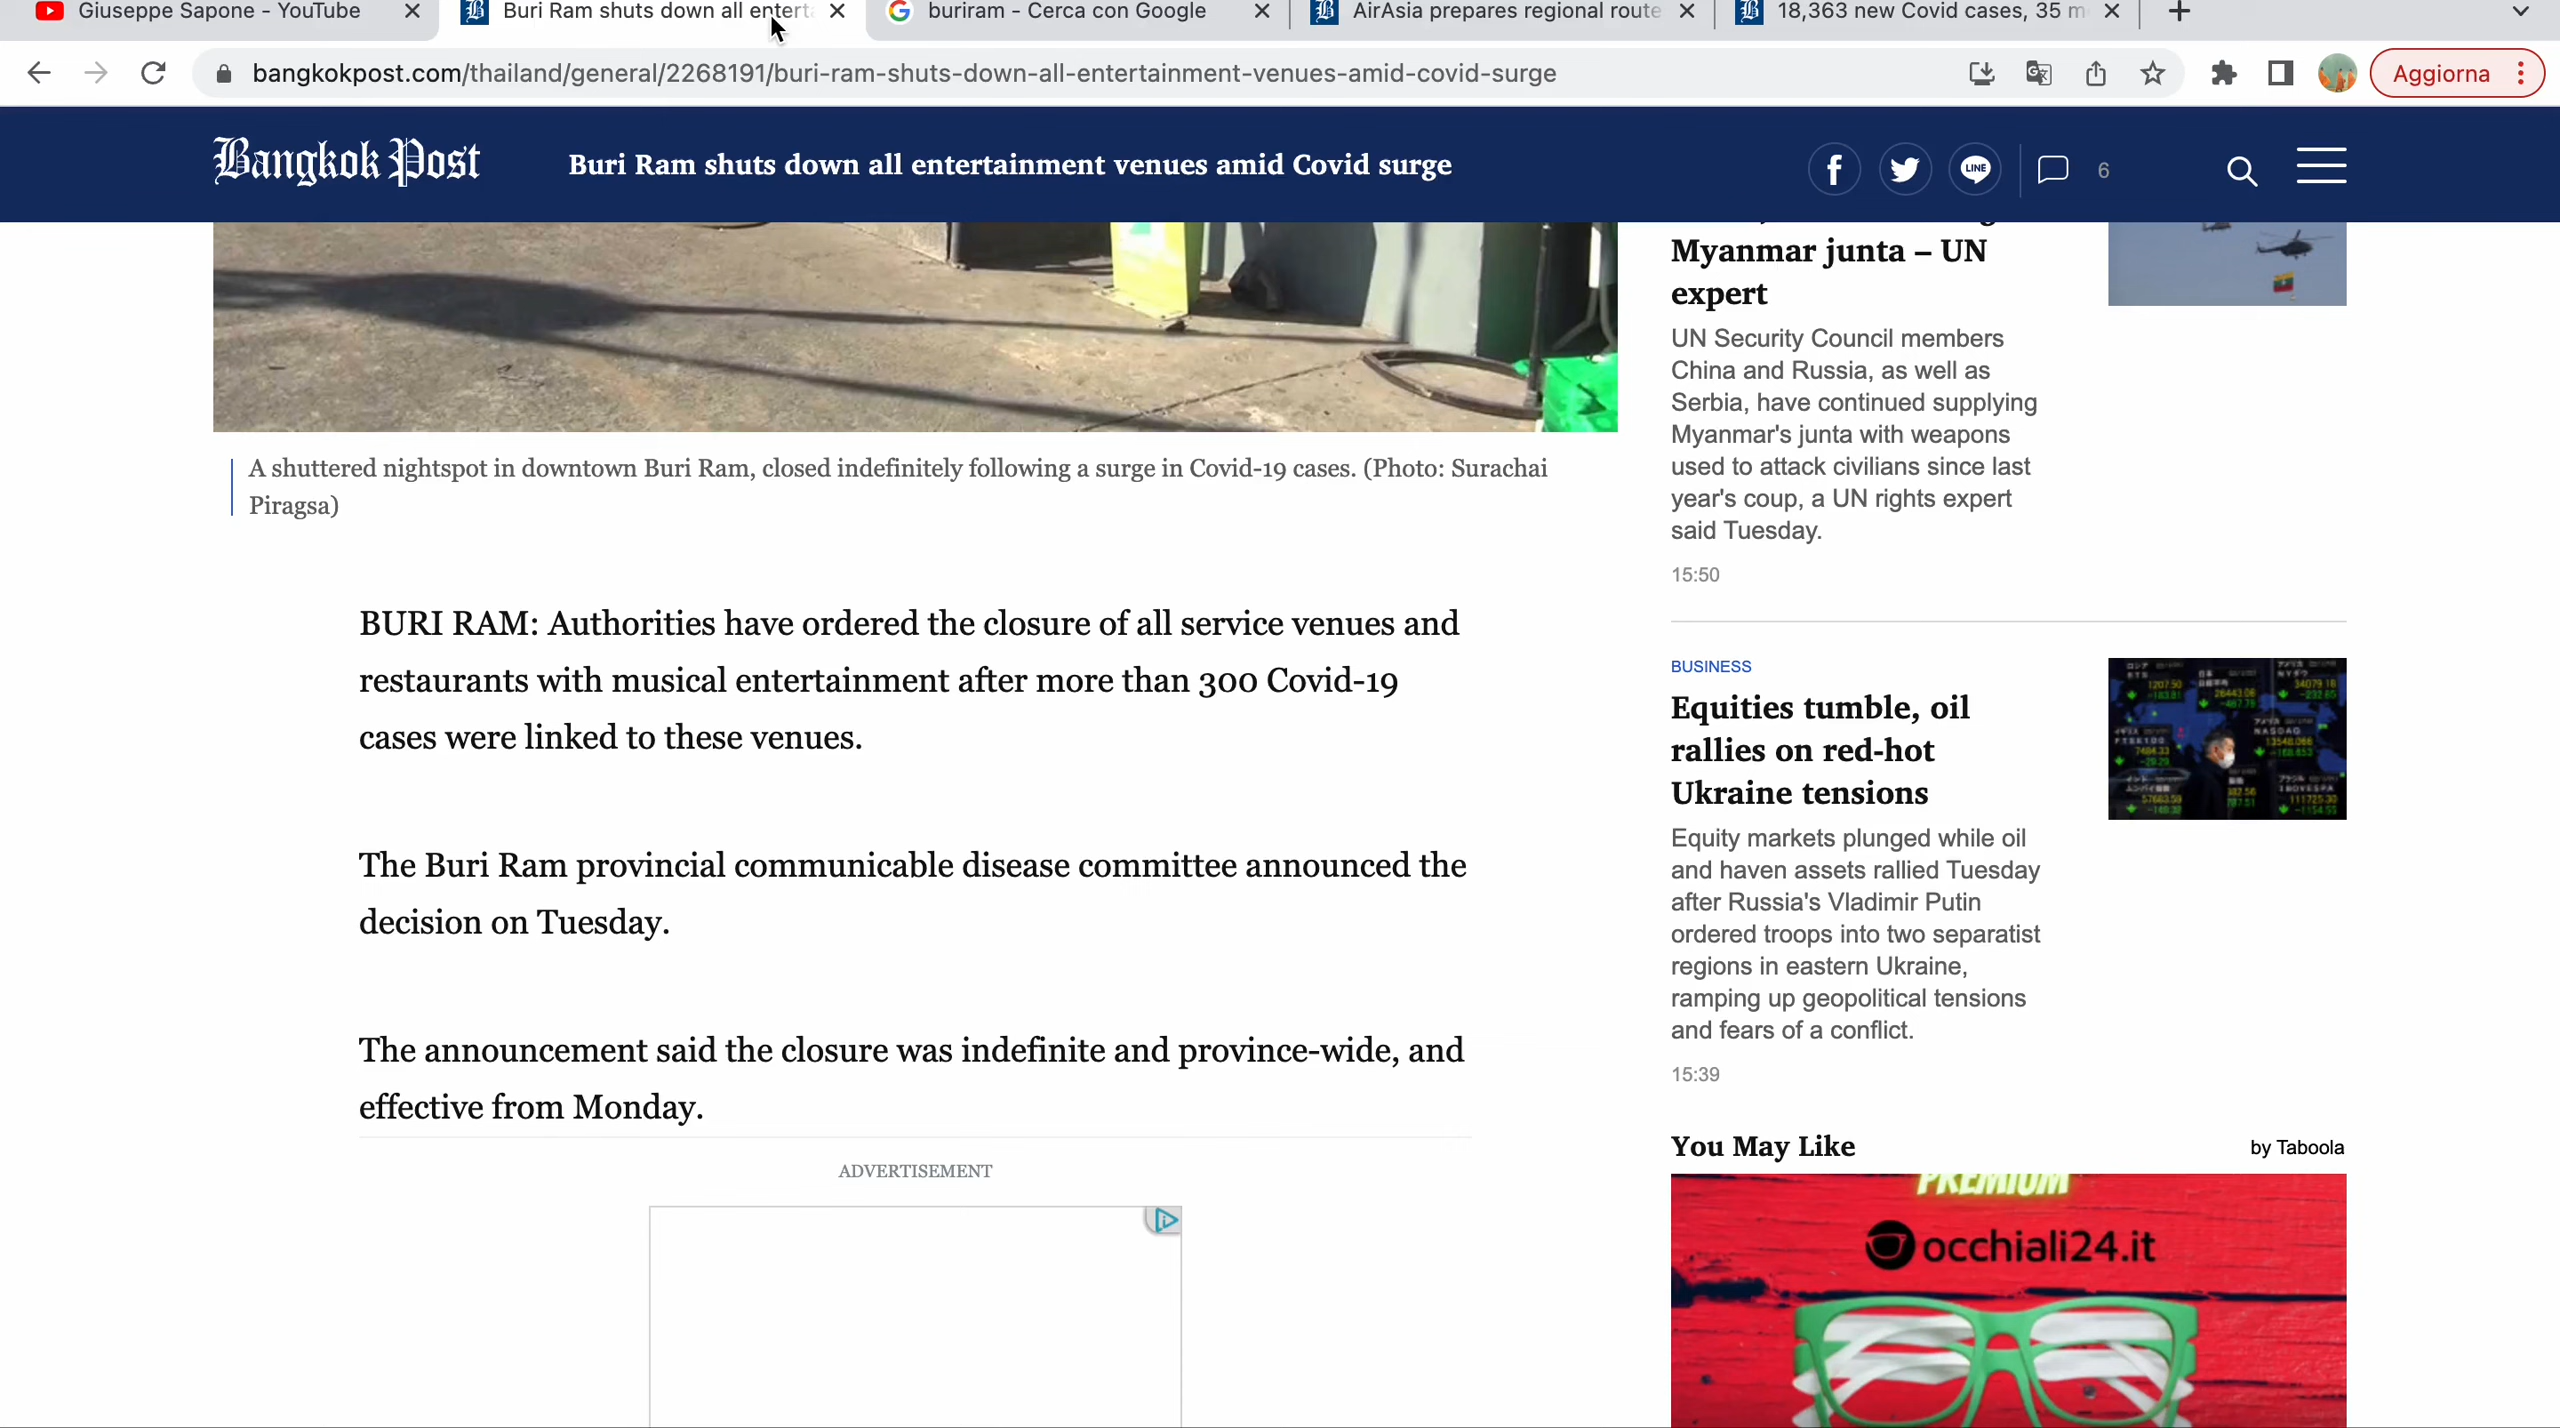 Giuseppe Sapone - YouTube
Buri Ram shuts down all enterta
buriram - Cerca con Google
AirAsia prepares regional route
18,363 new Covid cases, 35 m
bangkokpost.com/thailand/general/2268191/buri-ram-shuts-down-all-entertainment-venues-amid-covid-surge
Aggiorna
Bangkok Post
Buri Ram shuts down all entertainment venues amid Covid surge
LINE
6
A shuttered nightspot in downtown Buri Ram, closed indefinitely following a surge in Covid-19 cases. (Photo: Surachai
Piragsa)
BURI RAM: Authorities have ordered the closure of all service venues and
restaurants with musical entertainment after more than 300 Covid-19
cases were linked to these venues.
The Buri Ram provincial communicable disease committee announced the
decision on Tuesday.
The announcement said the closure was indefinite and province-wide, and
effective from Monday.
ADVERTISEMENT
Myanmar junta – UN
expert
UN Security Council members
China and Russia, as well as
Serbia, have continued supplying
Myanmar's junta with weapons
used to attack civilians since last
year's coup, a UN rights expert
said Tuesday.
15:50
BUSINESS
Equities tumble, oil
rallies on red-hot
Ukraine tensions
Equity markets plunged while oil
and haven assets rallied Tuesday
after Russia's Vladimir Putin
ordered troops into two separatist
regions in eastern Ukraine,
ramping up geopolitical tensions
and fears of a conflict.
15:39
You May Like
by Taboola
PREMIUM
occhiali24.it